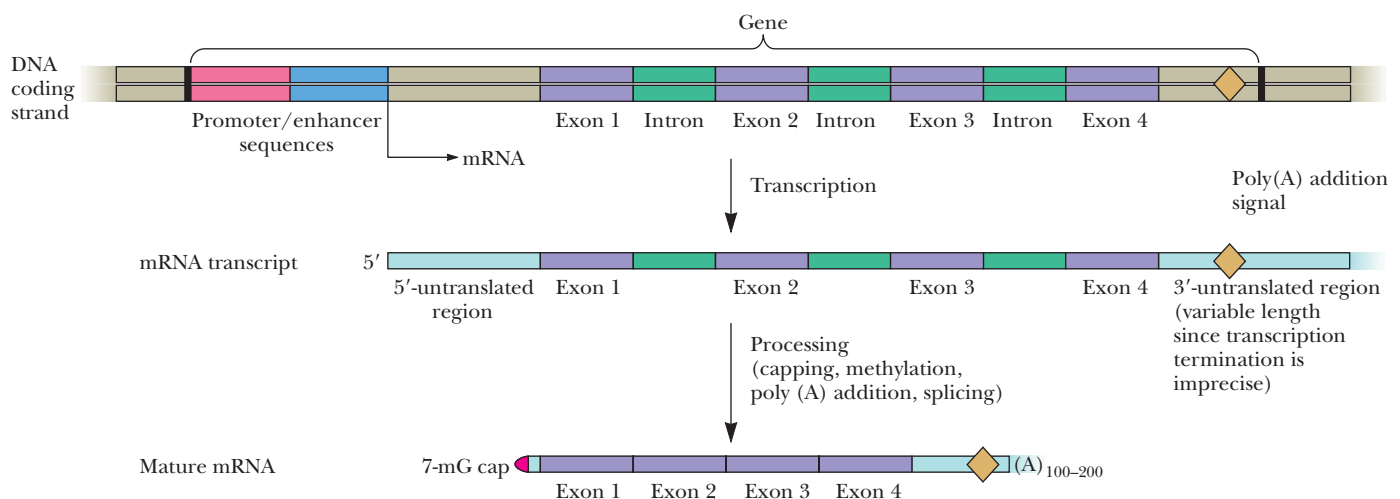 Gene
DNA
coding
strand
Exon 1 Intron Exon 2 Intron Exon 3 Intron Exon 4
Promoter/enhancer
sequences
mRNA
Transcription
Poly(A) addition
signal
mRNA transcript 5′
5′-untranslated
region
Exon 1 Exon 2 Exon 3 Exon 4
3′-untranslated region
(variable length
since transcription
termination is
imprecise)
Processing
(capping, methylation,
poly (A) addition, splicing)
Mature mRNA 7-mG cap (A)100–200
Exon 1 Exon 2 Exon 3 Exon 4